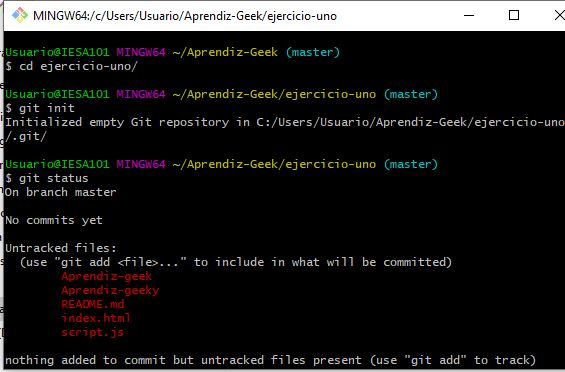 MINGW64:/c/Users/Usuario/Aprendiz-Geek/ejercicio-uno
Usuario@IESA101 MINGW64 ~/Aprendiz-Geek (master)
$ cd ejercicio-uno/
Usuario@IESA101 MINGW64 ~/Aprendiz-Geek/ejercicio-uno (master)
$ git init
Initialized empty Git repository in C:/Users/Usuario/Aprendiz-Geek/ejercicio-uno
/.git/
Usuario@IESA101 MINGW64 ~/Aprendiz-Geek/ejercicio-uno (master)
$ git status
On branch master
No commits yet
Untracked files:
  (use "git add <file>..." to include in what will be committed)
        Aprendiz-geek
        Aprendiz-geeky
        README.md
        index.html
        script.js
nothing added to commit but untracked files present (use "git add" to track)